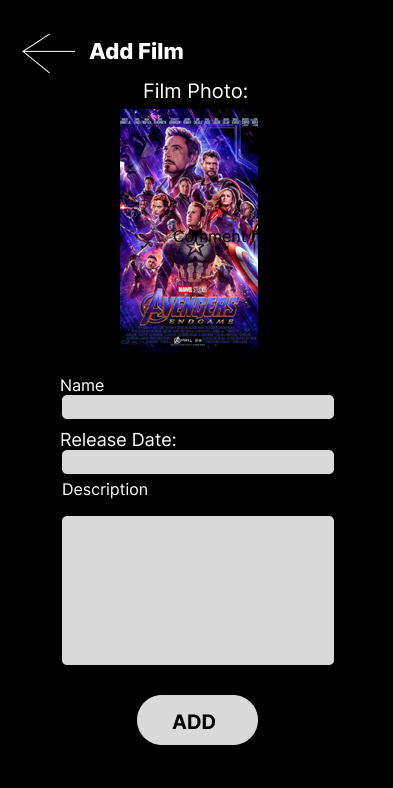 Add Film
Film Photo:
Comment
MARVEL STUDIOS
AVENGERS
ENDGAME
APRIL 26
Name
Release Date:
Description
ADD